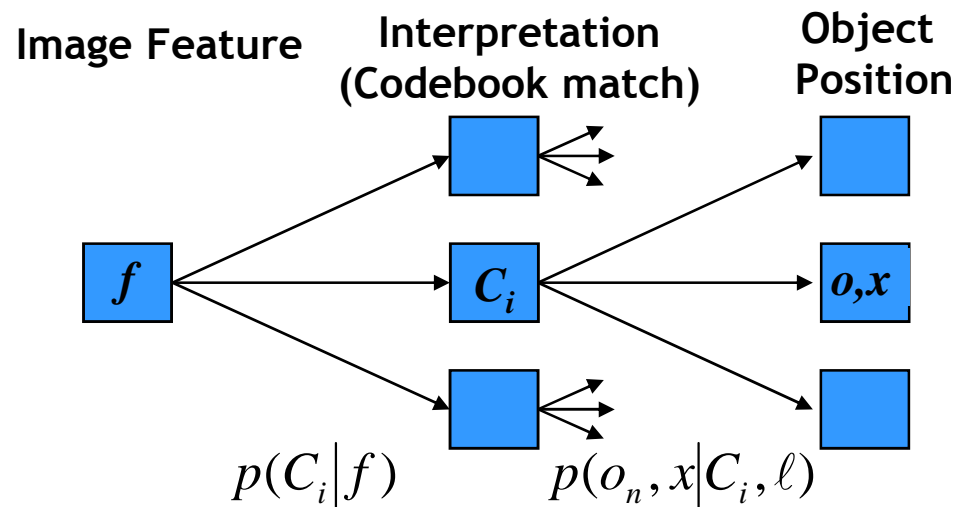 Image Feature
Interpretation
(Codebook match)
Object
Position
f
C_i
o,x
p(C_i|f)
p(o_n, x|C_i, ℓ)